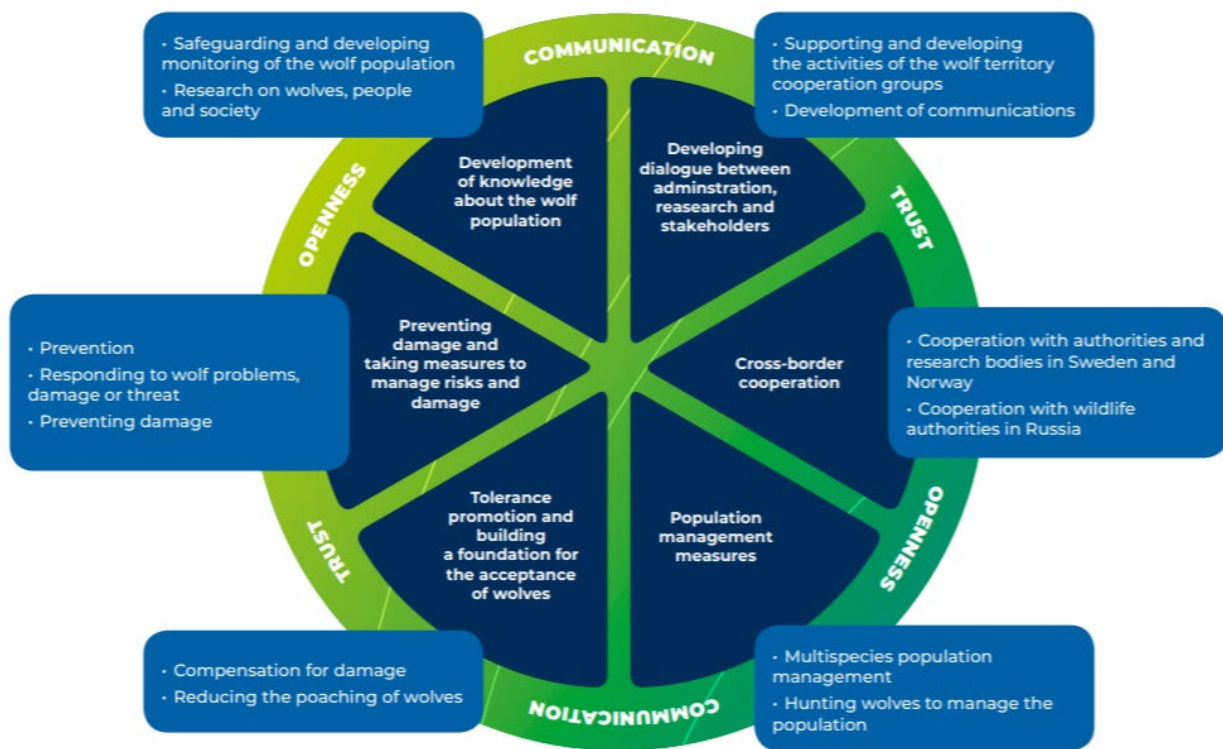 • Safeguarding and developing
monitoring of the wolf population
• Research on wolves, people
and society
COMMUNICATION
• Supporting and developing
the activities of the wolf territory
cooperation groups
• Development of communications
OPENNESS
Development
of knowledge
about the wolf
population
Developing
dialogue between
adminstration,
reasearch and
stakeholders
TRUST
• Prevention
• Responding to wolf problems,
damage or threat
• Preventing damage
Preventing
damage and
taking measures to
manage risks and
damage
Cross-border
cooperation
• Cooperation with authorities and
research bodies in Sweden and
Norway
• Cooperation with wildlife
authorities in Russia
TRUST
Tolerance
promotion and
building
a foundation for
the acceptance
of wolves
Population
management
measures
OPENNESS
• Compensation for damage
• Reducing the poaching of wolves
COMMUNICATION
• Multispecies population
management
• Hunting wolves to manage the
population